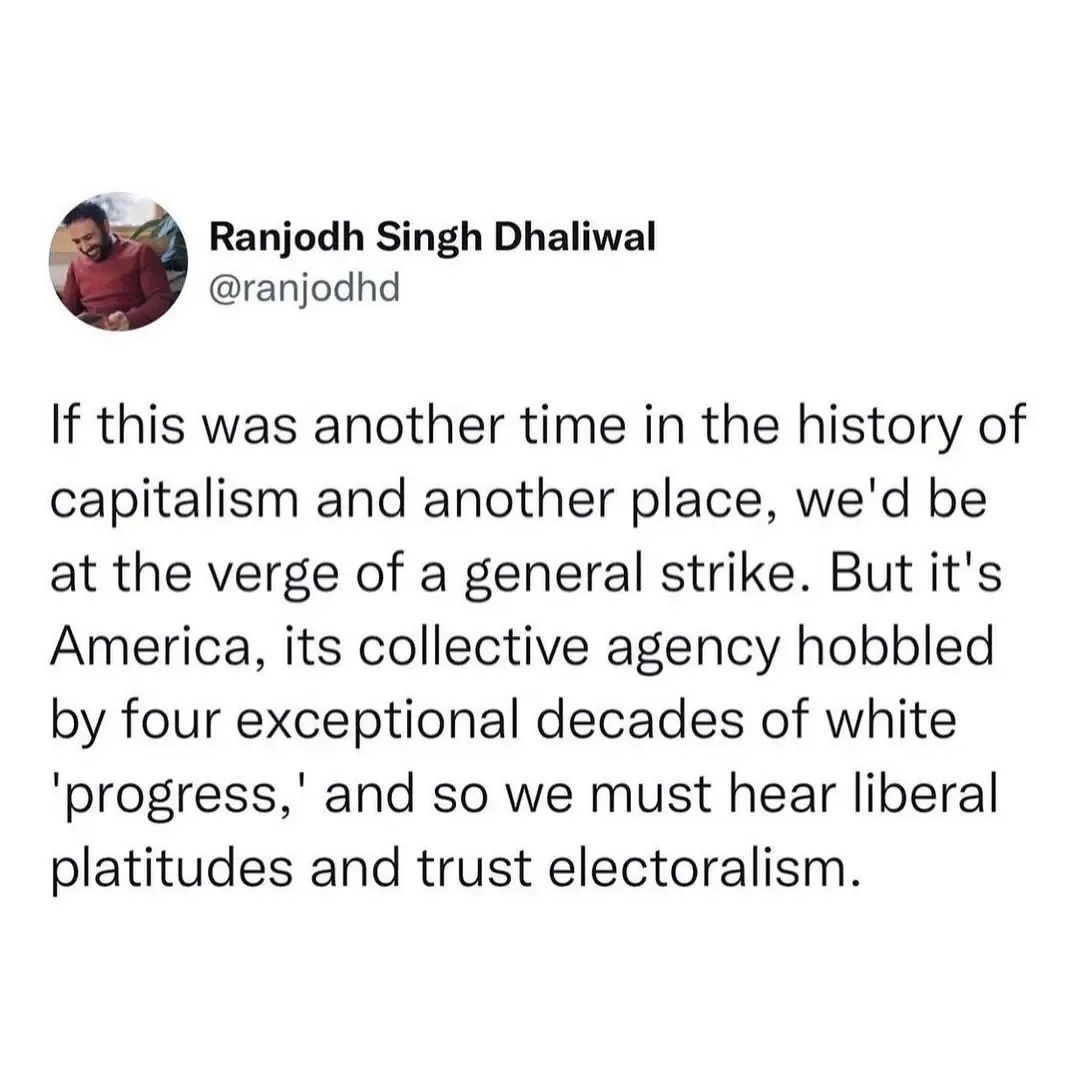 Ranjodh Singh Dhaliwal
@ranjodhd
If this was another time in the history of
capitalism and another place, we'd be
at the verge of a general strike. But it's
America, its collective agency hobbled
by four exceptional decades of white
'progress,' and so we must hear liberal
platitudes and trust electoralism.